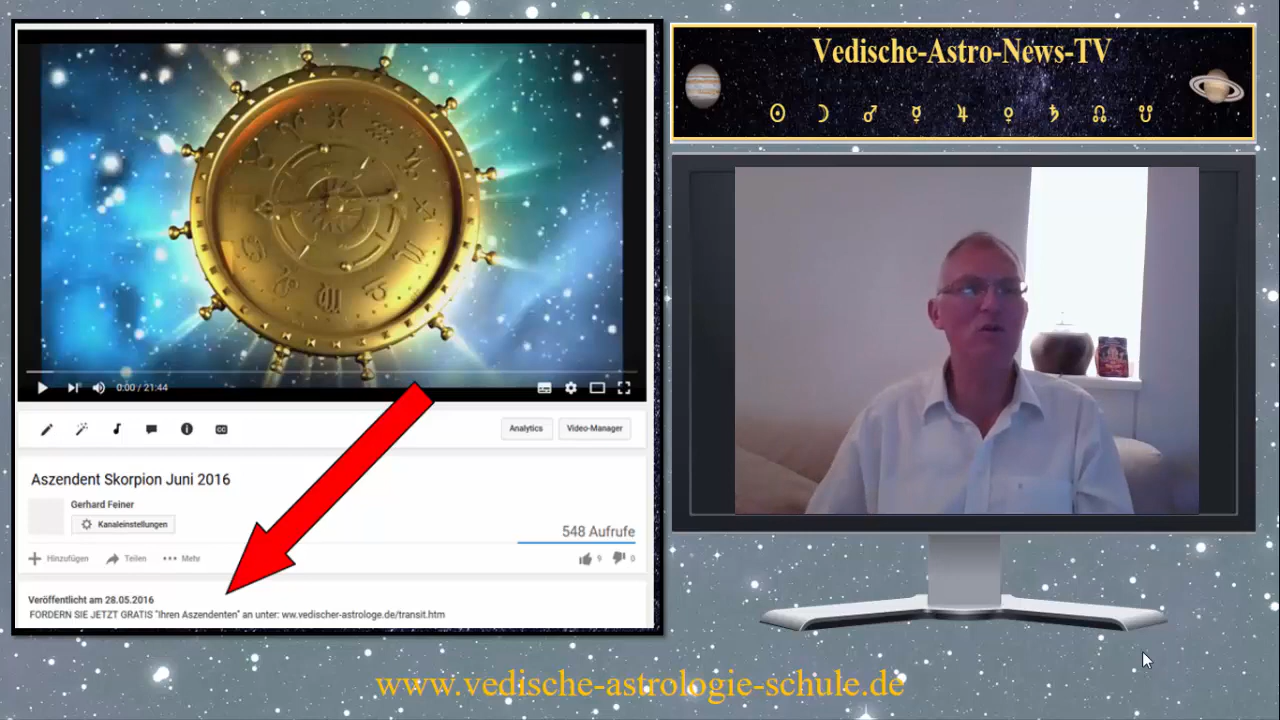 0:00 / 21:44
Analytics
Video-Manager
Aszendent Skorpion Juni 2016
Gerhard Feiner
Kanaleinstellungen
548 Aufrufe
Hinzufügen
Teilen
Mehr
9
0
Veröffentlicht am 28.05.2016
FORDERN SIE JETZT GRATIS "Ihren Aszendenten" an unter: ww.vedischer-astrologe.de/transit.htm
Vedische-Astro-News-TV
☉ ☽ ♂ ☿ ♃ ♀ ♄ ☊ ☋
www.vedische-astrologie-schule.de